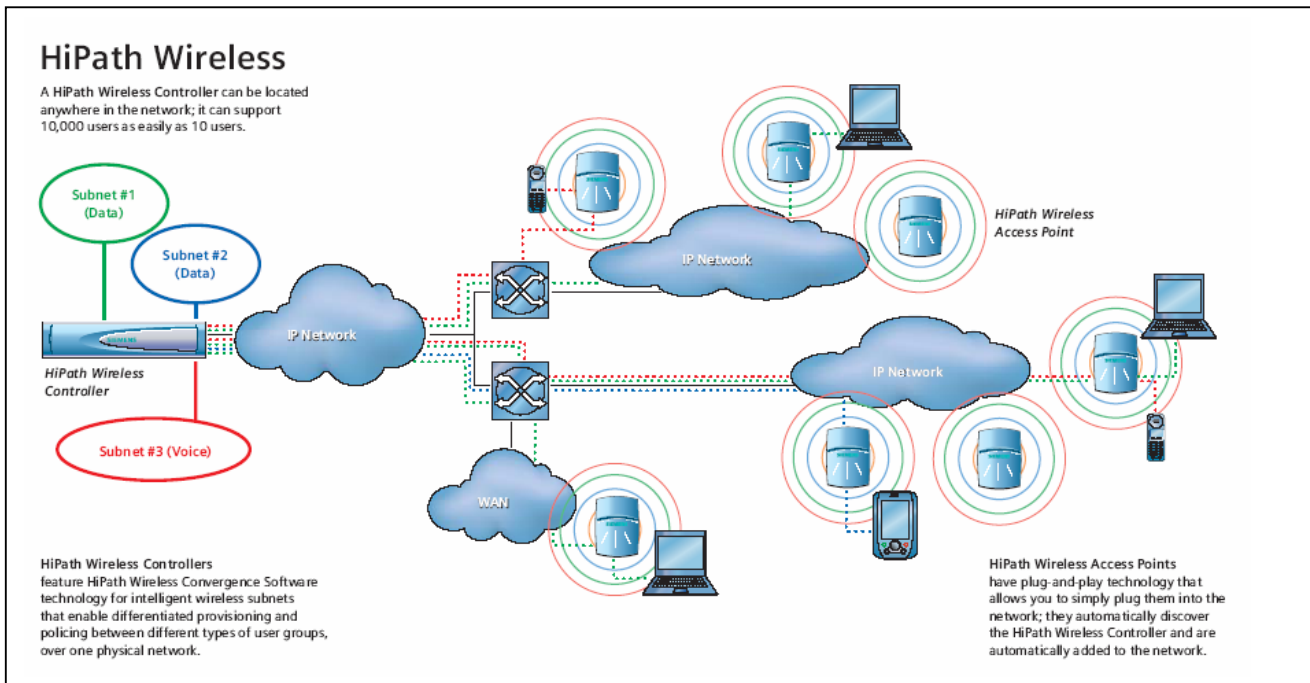 HiPath Wireless
A HiPath Wireless Controller can be located
anywhere in the network; it can support
10,000 users as easily as 10 users.
Subnet #1
(Data)
Subnet #2
(Data)
IP Network
SIEMENS
HiPath Wireless
Controller
Subnet #3 (Voice)
IP Network
HiPath Wireless
Access Point
IP Network
WAN
HiPath Wireless Controllers
feature HiPath Wireless Convergence Software
technology for intelligent wireless subnets
that enable differentiated provisioning and
policing between different types of user groups,
over one physical network.
HiPath Wireless Access Points
have plug-and-play technology that
allows you to simply plug them into the
network; they automatically discover
the HiPath Wireless Controller and are
automatically added to the network.